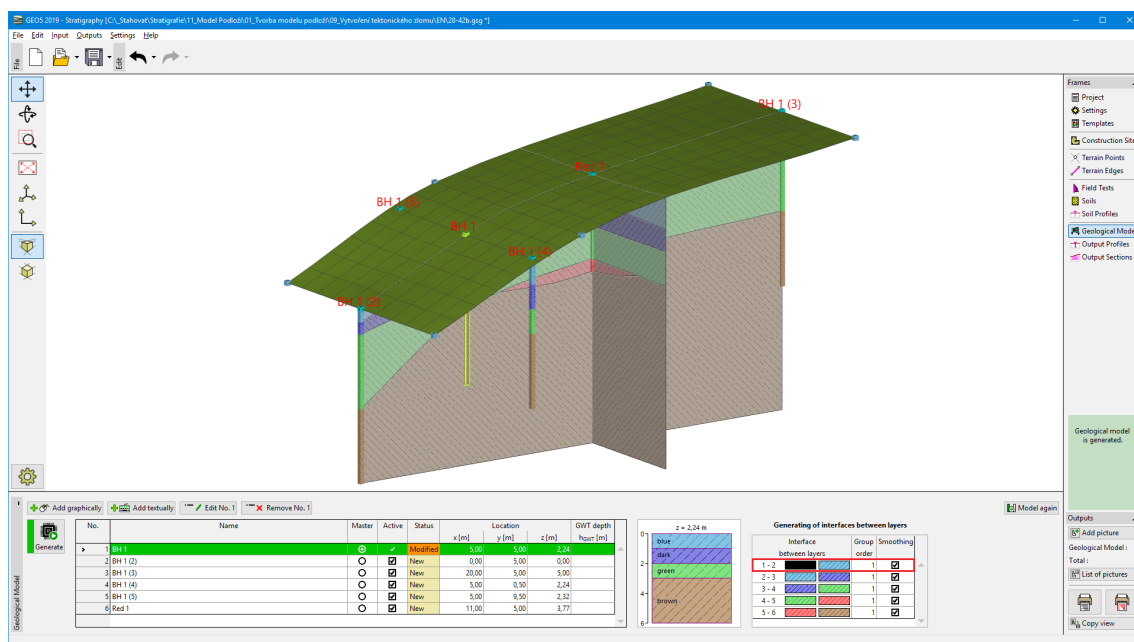 GEO5 2019 - Stratigraphy [C:\_Stahovat\Stratigrafie\11_Model Podloží\01_Tvorba modelu podloží\09_Vytvoření tektonického zlomu\EN\28-42b.gsg *]
File Edit Input Outputs Settings Help
File
Edit
BH 1 (3)
Red 1
BH 1 (5)
BH 1
BH 1 (4)
BH 1 (2)
Frames
Project
Settings
Templates
Construction Site
Terrain Points
Terrain Edges
Field Tests
Soils
Soil Profiles
Geological Mode
Output Profiles
Output Sections
Geological model
is generated.
Outputs
Add picture
Geological Model :
Total :
List of pictures
Copy view
Geological Model
Generate
Add graphically Add textually Edit No. 1 Remove No. 1 Model again
No. Name Master Active Status Location GWT depth
x [m] y [m] z [m] hGWT [m]
1 BH 1 Modified 5,00 5,00 2,24
2 BH 1 (2) New 0,00 5,00 0,00
3 BH 1 (3) New 20,00 5,00 5,00
4 BH 1 (4) New 5,00 0,50 2,24
5 BH 1 (5) New 5,00 9,50 2,32
6 Red 1 New 11,00 5,00 3,77
z = 2,24 m
0
blue
dark
2
green
4
brown
6
Generating of interfaces between layers
Interface Group Smoothing
between layers order
1 - 2 1
2 - 3 1
3 - 4 1
4 - 5 1
5 - 6 1